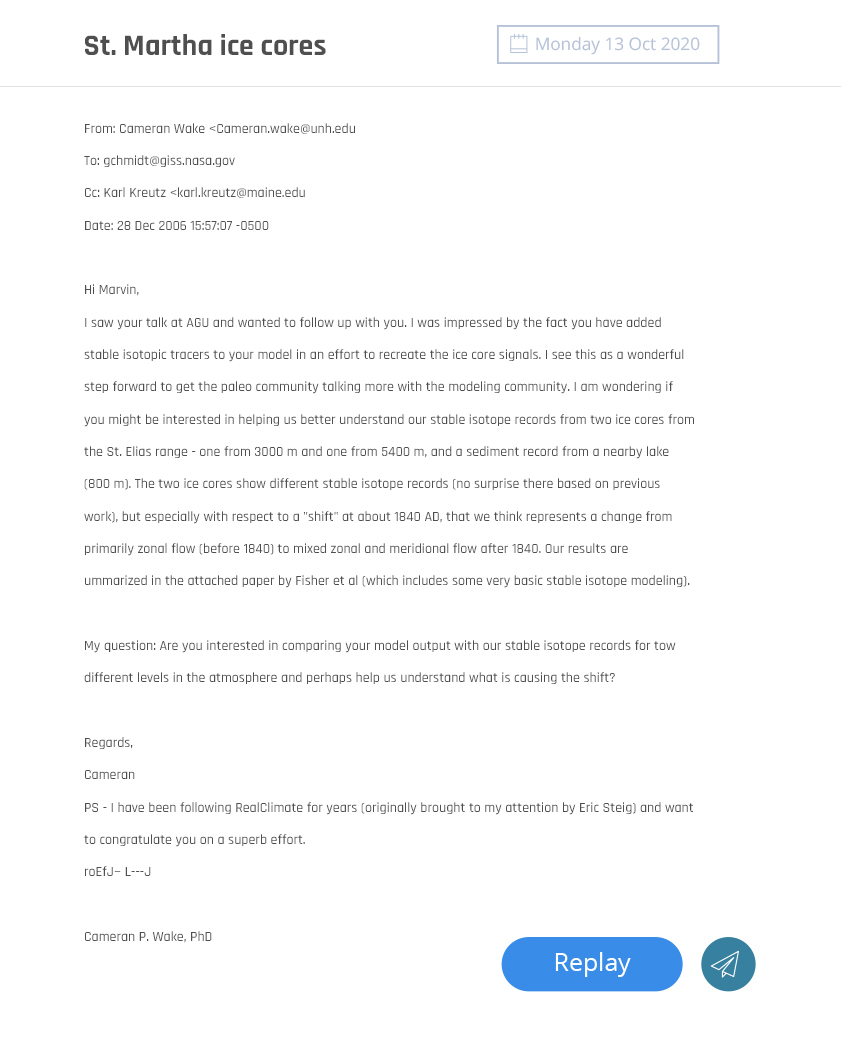 St. Martha ice cores
Monday 13 Oct 2020
From: Cameran Wake <Cameran.wake@unh.edu
To: gchmidt@giss.nasa.gov
Cc: Karl Kreutz <karl.kreutz@maine.edu
Date: 28 Dec 2006 15:57:07 -0500
Hi Marvin,
I saw your talk at AGU and wanted to follow up with you. I was impressed by the fact you have added
stable isotopic tracers to your model in an effort to recreate the ice core signals. I see this as a wonderful
step forward to get the paleo community talking more with the modeling community. I am wondering if
you might be interested in helping us better understand our stable isotope records from two ice cores from
the St. Elias range - one from 3000 m and one from 5400 m, and a sediment record from a nearby lake
(800 m). The two ice cores show different stable isotope records (no surprise there based on previous
work), but especially with respect to a "shift" at about 1840 AD, that we think represents a change from
primarily zonal flow (before 1840) to mixed zonal and meridional flow after 1840. Our results are
ummarized in the attached paper by Fisher et al (which includes some very basic stable isotope modeling).
My question: Are you interested in comparing your model output with our stable isotope records for tow
different levels in the atmosphere and perhaps help us understand what is causing the shift?
Regards,
Cameran
PS - I have been following RealClimate for years (originally brought to my attention by Eric Steig) and want
to congratulate you on a superb effort.
roEfJ~ L---J
Cameran P. Wake, PhD
Replay